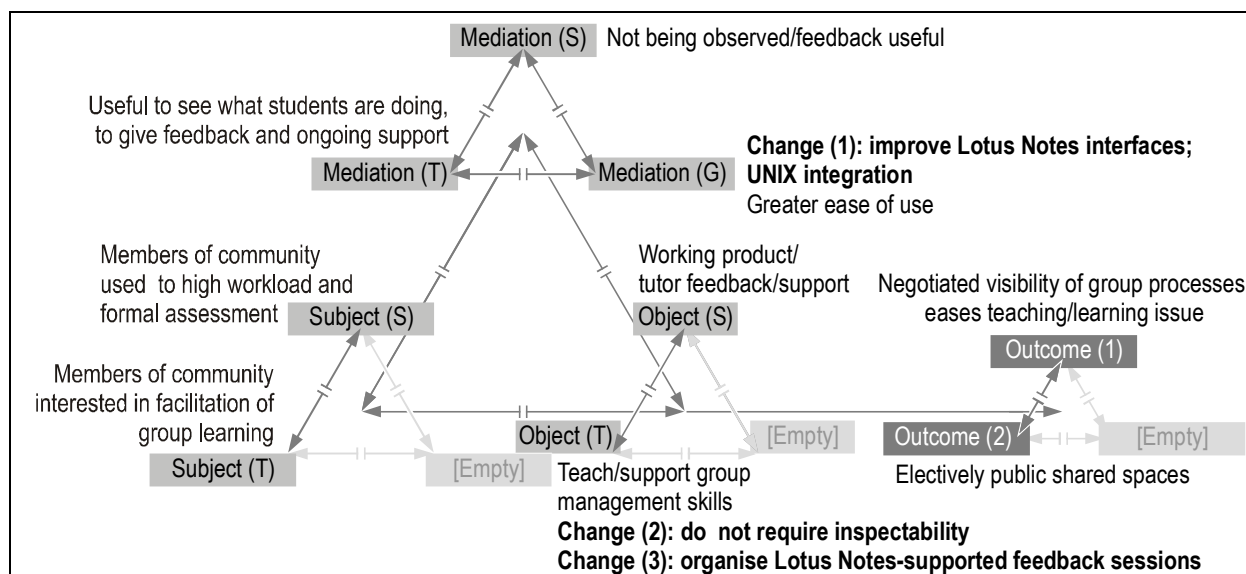 Mediation (S)
Not being observed/feedback useful
Useful to see what students are doing,
to give feedback and ongoing support
Mediation (T)
Mediation (G)
Change (1): improve Lotus Notes interfaces;
UNIX integration
Greater ease of use
Members of community
used to high workload and
formal assessment
Subject (S)
Working product/
tutor feedback/support
Object (S)
Negotiated visibility of group processes
eases teaching/learning issue
Outcome (1)
Members of community
interested in facilitation of
group learning
Subject (T)
[Empty]
Object (T)
[Empty]
Teach/support group
management skills
Change (2): do not require inspectability
Change (3): organise Lotus Notes-supported feedback sessions
Outcome (2)
[Empty]
Electively public shared spaces